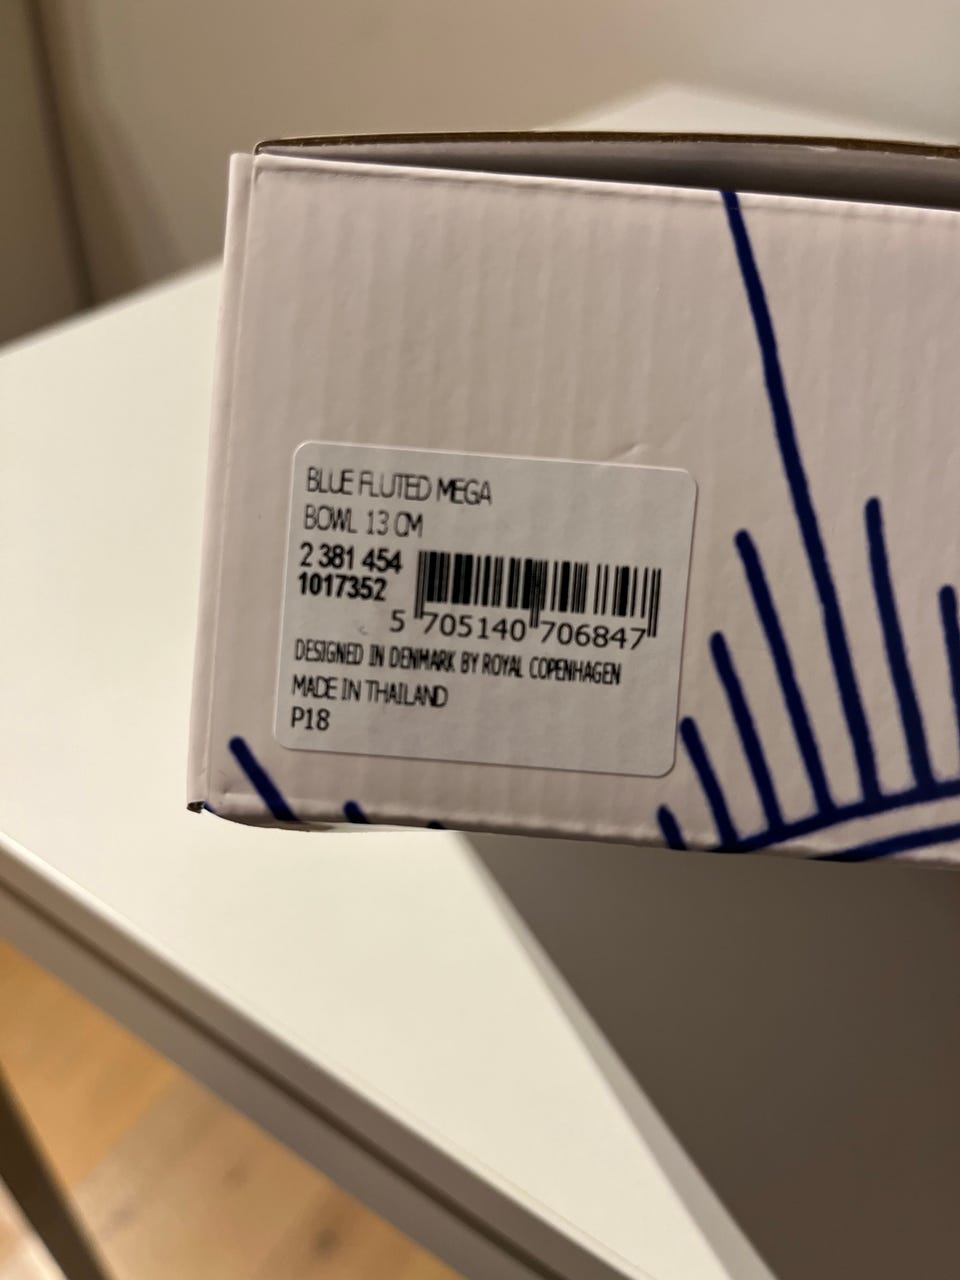 BLUE FLUTED MEGA
BOWL 13 CM
2 381 454
1017352
5 705140 706847
DESIGNED IN DENMARK BY ROYAL COPENHAGEN
MADE IN THAILAND
P18